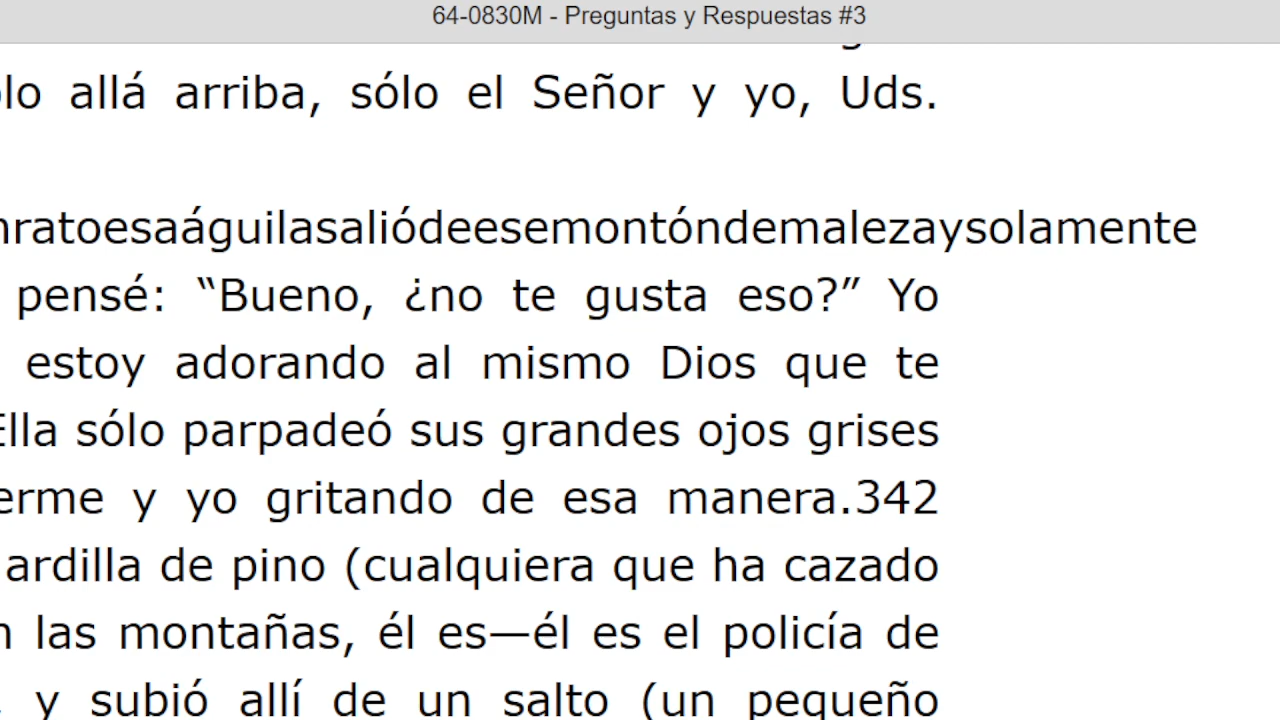 64-0830M - Preguntas y Respuestas #3
allá arriba, sólo el Señor y yo, Uds.
ratoesaáguilasaliódeesemontóndemalezaysolamente
pensé: “Bueno, ¿no te gusta eso?” Yo
estoy adorando al mismo Dios que te
Ella sólo parpadeó sus grandes ojos grises
erme y yo gritando de esa manera.342
ardilla de pino (cualquiera que ha cazado
las montañas, él es—él es el policía de
y subió allí de un salto (un pequeño